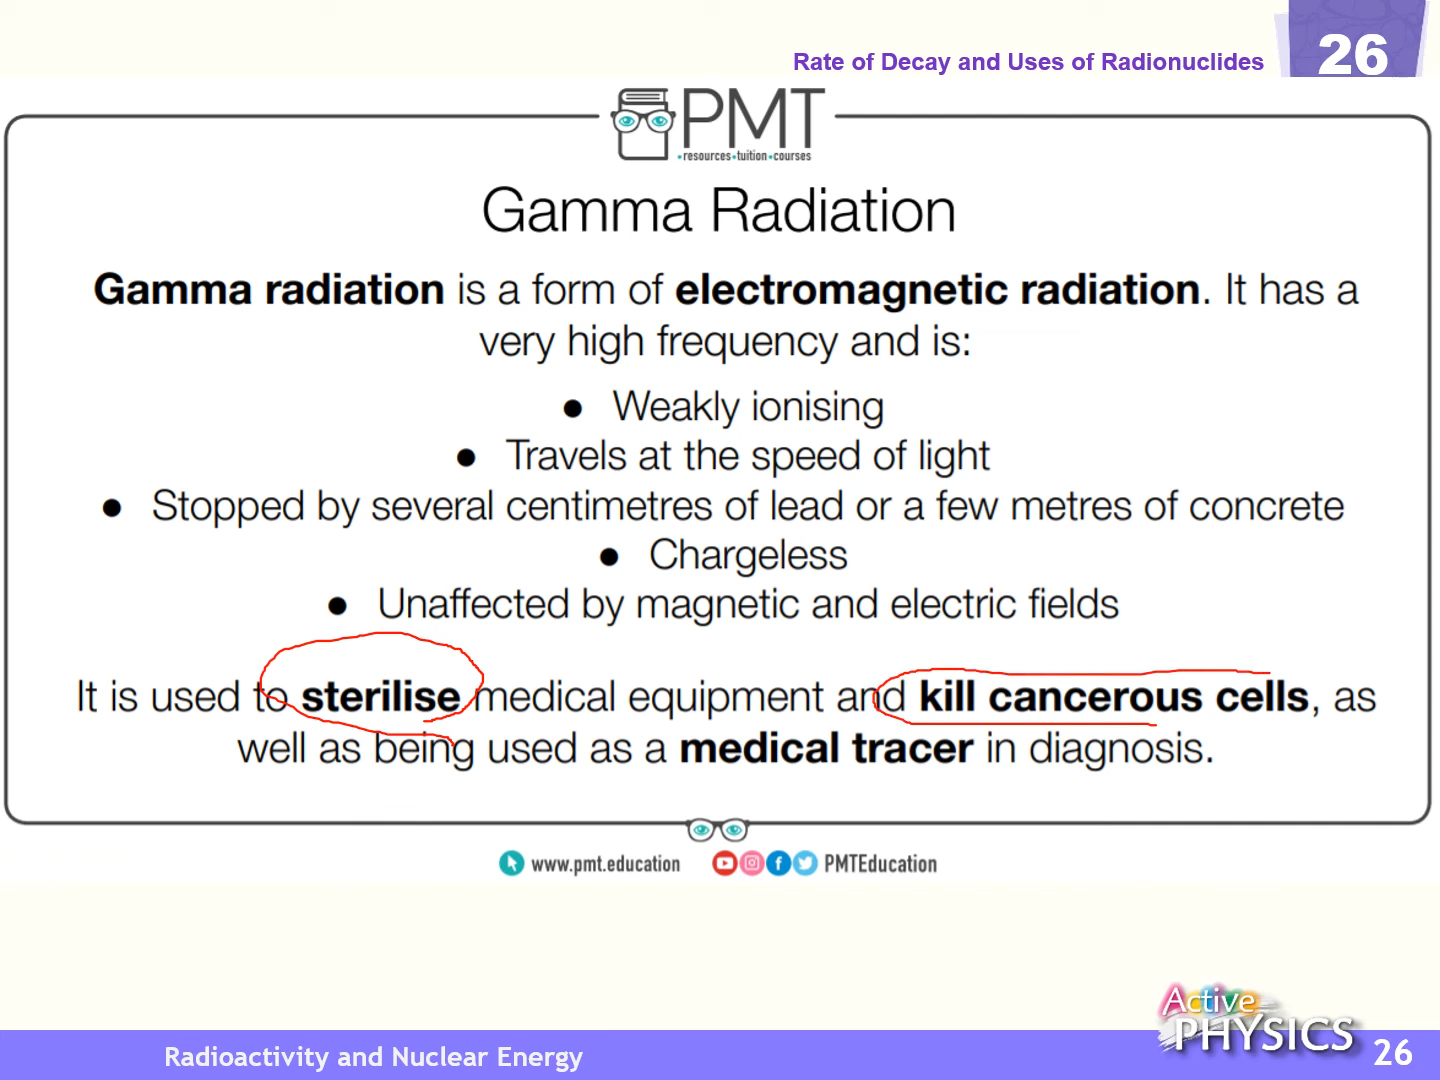 Rate of Decay and Uses of Radionuclides
26
PMT
•resources•tuition•courses
Gamma Radiation
Gamma radiation is a form of electromagnetic radiation. It has a
very high frequency and is:
● Weakly ionising
● Travels at the speed of light
● Stopped by several centimetres of lead or a few metres of concrete
● Chargeless
● Unaffected by magnetic and electric fields
It is used to sterilise medical equipment and kill cancerous cells, as
well as being used as a medical tracer in diagnosis.
www.pmt.education
PMTEducation
Active
PHYSICS
Radioactivity and Nuclear Energy
26